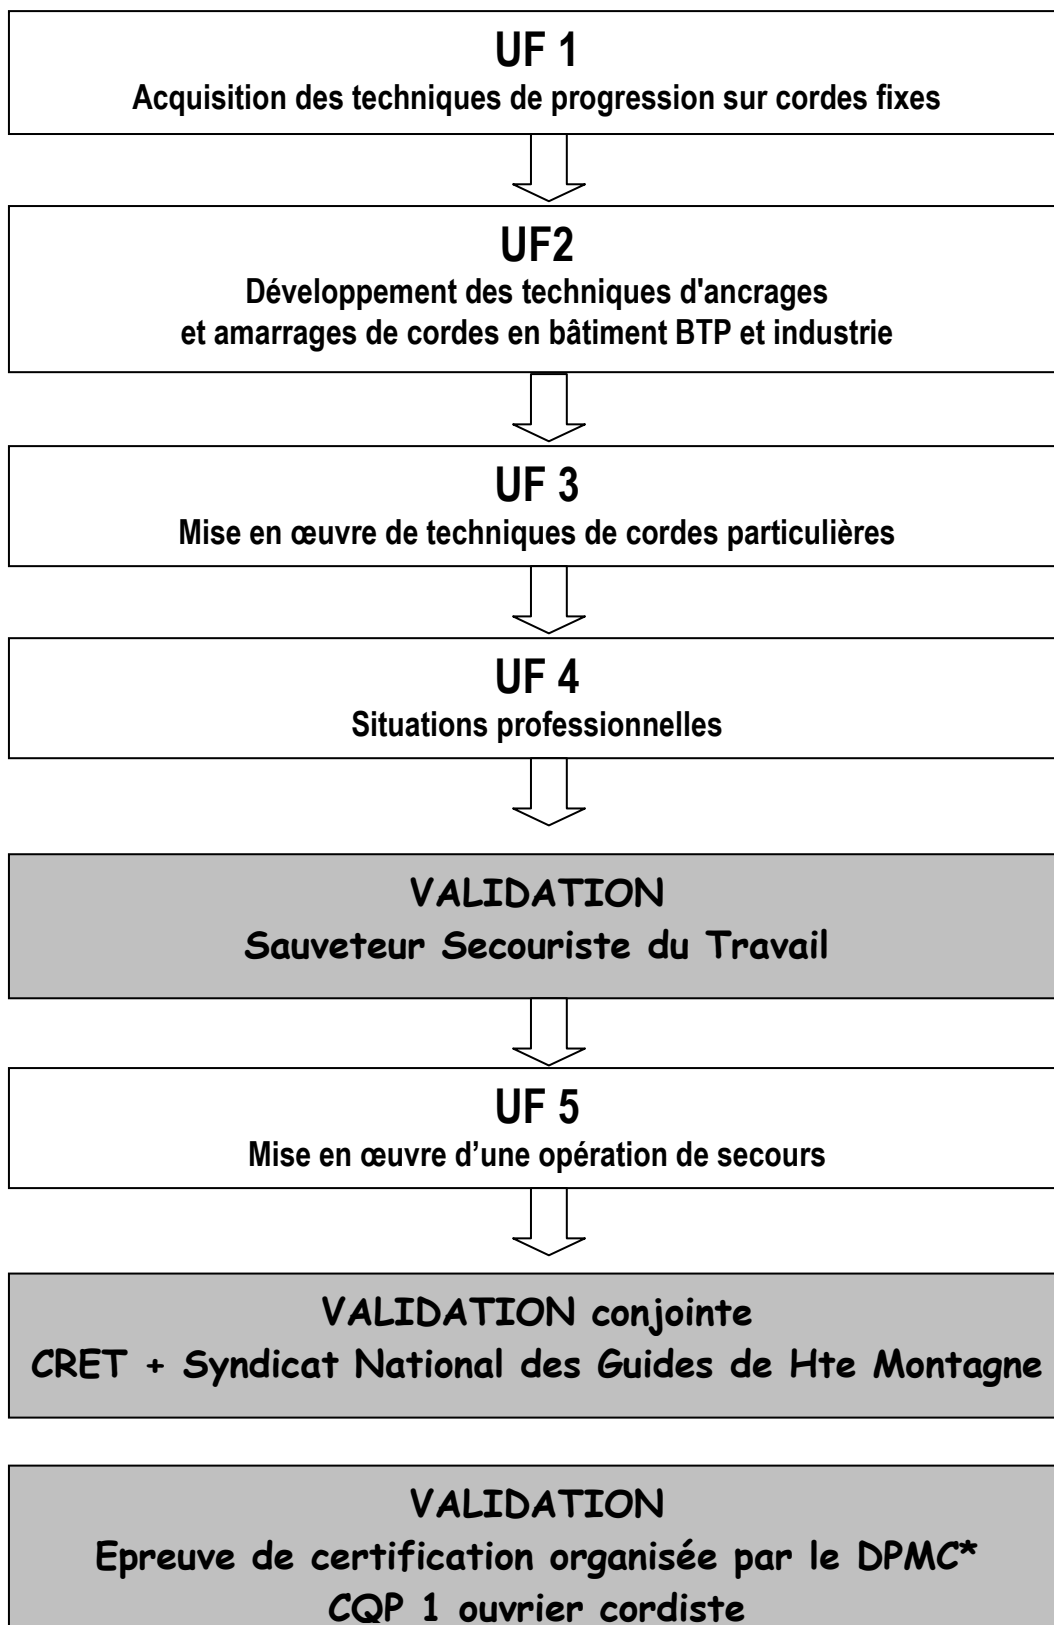 UF 1
Acquisition des techniques de progression sur cordes fixes
UF2
Développement des techniques d'ancrages
et amarrages de cordes en bâtiment BTP et industrie
UF 3
Mise en œuvre de techniques de cordes particulières
UF 4
Situations professionnelles
VALIDATION
Sauveteur Secouriste du Travail
UF 5
Mise en œuvre d’une opération de secours
VALIDATION conjointe
CRET + Syndicat National des Guides de Hte Montagne
VALIDATION
Epreuve de certification organisée par le DPMC*
CQP 1 ouvrier cordiste